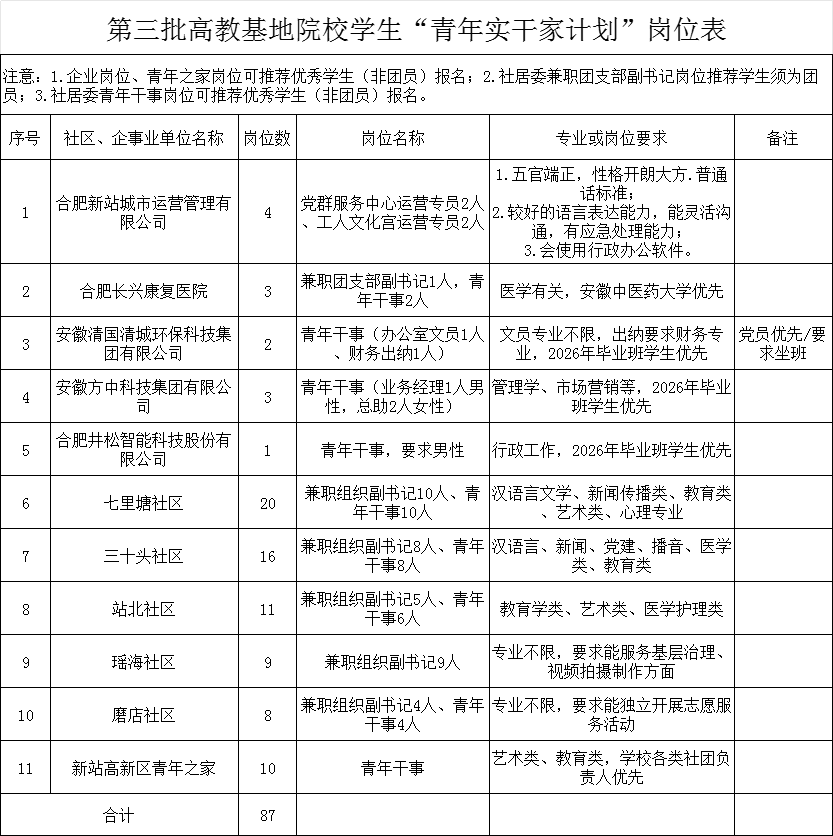 第三批高教基地院校学生“青年实干家计划”岗位表
注意：1.企业岗位、青年之家岗位可推荐优秀学生（非团员）报名；2.社居委兼职团支部副书记岗位推荐学生须为团
员；3.社居委青年干事岗位可推荐优秀学生（非团员）报名。
序号 社区、企事业单位名称 岗位数 岗位名称 专业或岗位要求 备注
1
合肥新站城市运营管理有
限公司
4
党群服务中心运营专员2人
、工人文化宫运营专员2人
1.五官端正，性格开朗大方.普通
话标准；
2.较好的语言表达能力，能灵活沟
通，有应急处理能力；
3.会使用行政办公软件。
2
合肥长兴康复医院
3
兼职团支部副书记1人，青
年干事2人
医学有关，安徽中医药大学优先
3
安徽清国清城环保科技集
团有限公司
2
青年干事（办公室文员1人
、财务出纳1人）
文员专业不限，出纳要求财务专
业，2026年毕业班学生优先
党员优先/要
求坐班
4
安徽方中科技集团有限公
司
3
青年干事（业务经理1人男
性，总助2人女性）
管理学、市场营销等，2026年毕业
班学生优先
5
合肥井松智能科技股份有
限公司
1
青年干事，要求男性
行政工作，2026年毕业班学生优先
6
七里塘社区
20
兼职组织副书记10人、青
年干事10人
汉语言文学、新闻传播类、教育类
、艺术类、心理专业
7
三十头社区
16
兼职组织副书记8人、青年
干事8人
汉语言、新闻、党建、播音、医学
类、教育类
8
站北社区
11
兼职组织副书记5人、青年
干事6人
教育学类、艺术类、医学护理类
9
瑶海社区
9
兼职组织副书记9人
专业不限，要求能服务基层治理、
视频拍摄制作方面
10
磨店社区
8
兼职组织副书记4人、青年
干事4人
专业不限，要求能独立开展志愿服
务活动
11
新站高新区青年之家
10
青年干事
艺术类、教育类，学校各类社团负
责人优先
合计 87